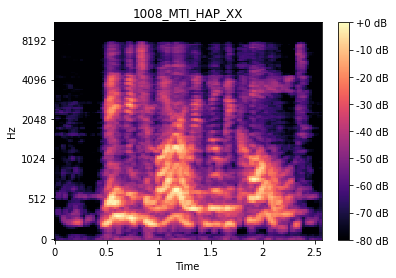 1008_MTI_HAP_XX
+0 dB
8192
-10 dB
4096
-20 dB
-30 dB
2048
-40 dB
Hz
1024
-50 dB
512
-60 dB
-70 dB
0
-80 dB
0 0.5 1 1.5 2 2.5
Time